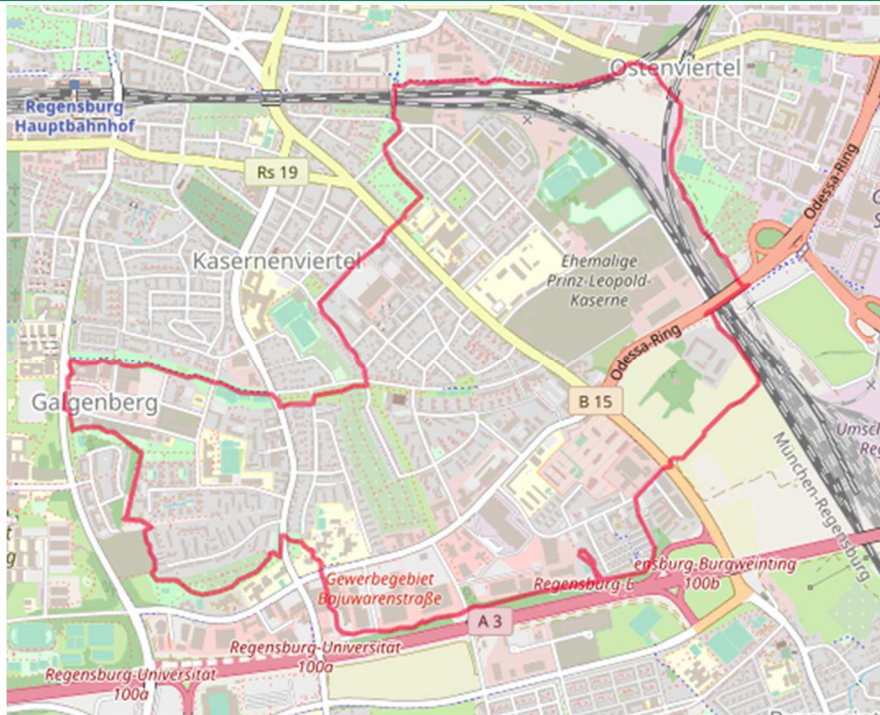 Ostenviertel
Regensburg
Hauptbahnhof
Rs 19
Odessa-Ring
Kasernenviertel
Ehemalige
Prinz-Leopold-
Kaserne
Odessa-Ring
Galgenberg
B 15
München-Regensburg
Gewerbegebiet
Bajuwarenstraße
Regensburg-
ensburg-Burgweinting
100b
A 3
Regensburg-Universität
100a
Regensburg-Universität
100a